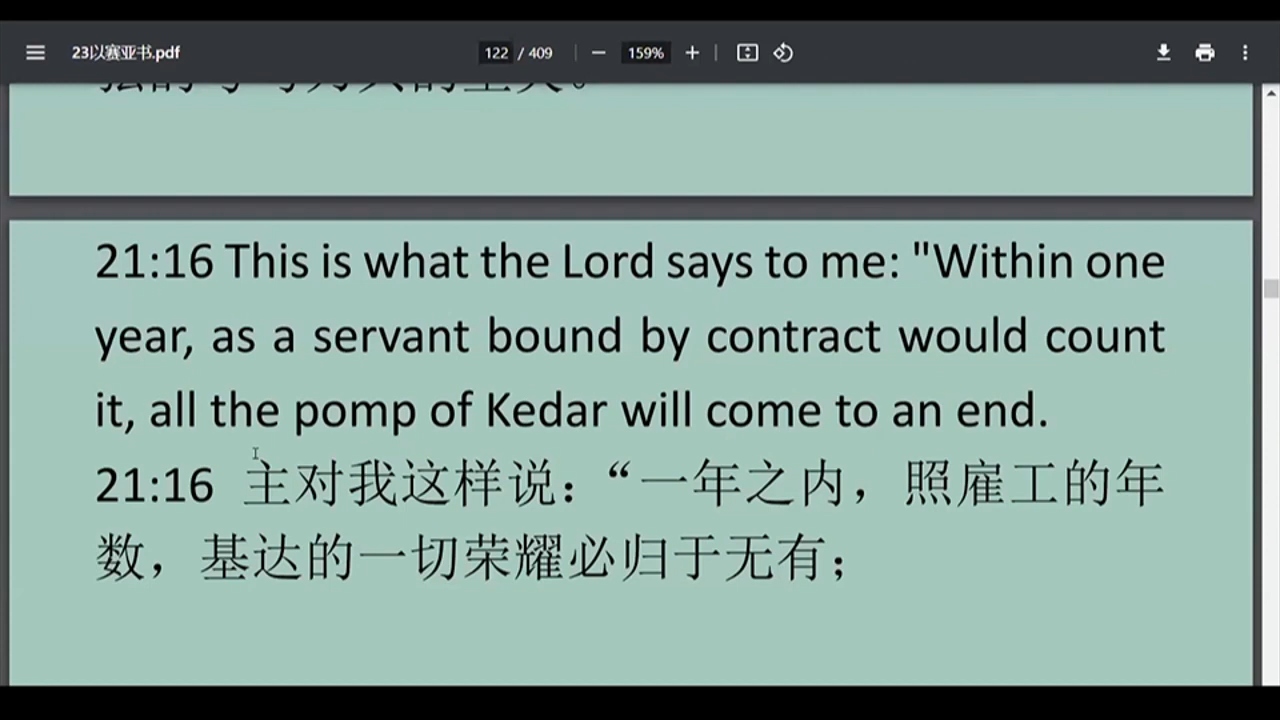 23以赛亚书.pdf
122 / 409
159%
21:16 This is what the Lord says to me: "Within one
year, as a servant bound by contract would count
it, all the pomp of Kedar will come to an end.
21:16 主对我这样说：“一年之内，照雇工的年
数，基达的一切荣耀必归于无有；